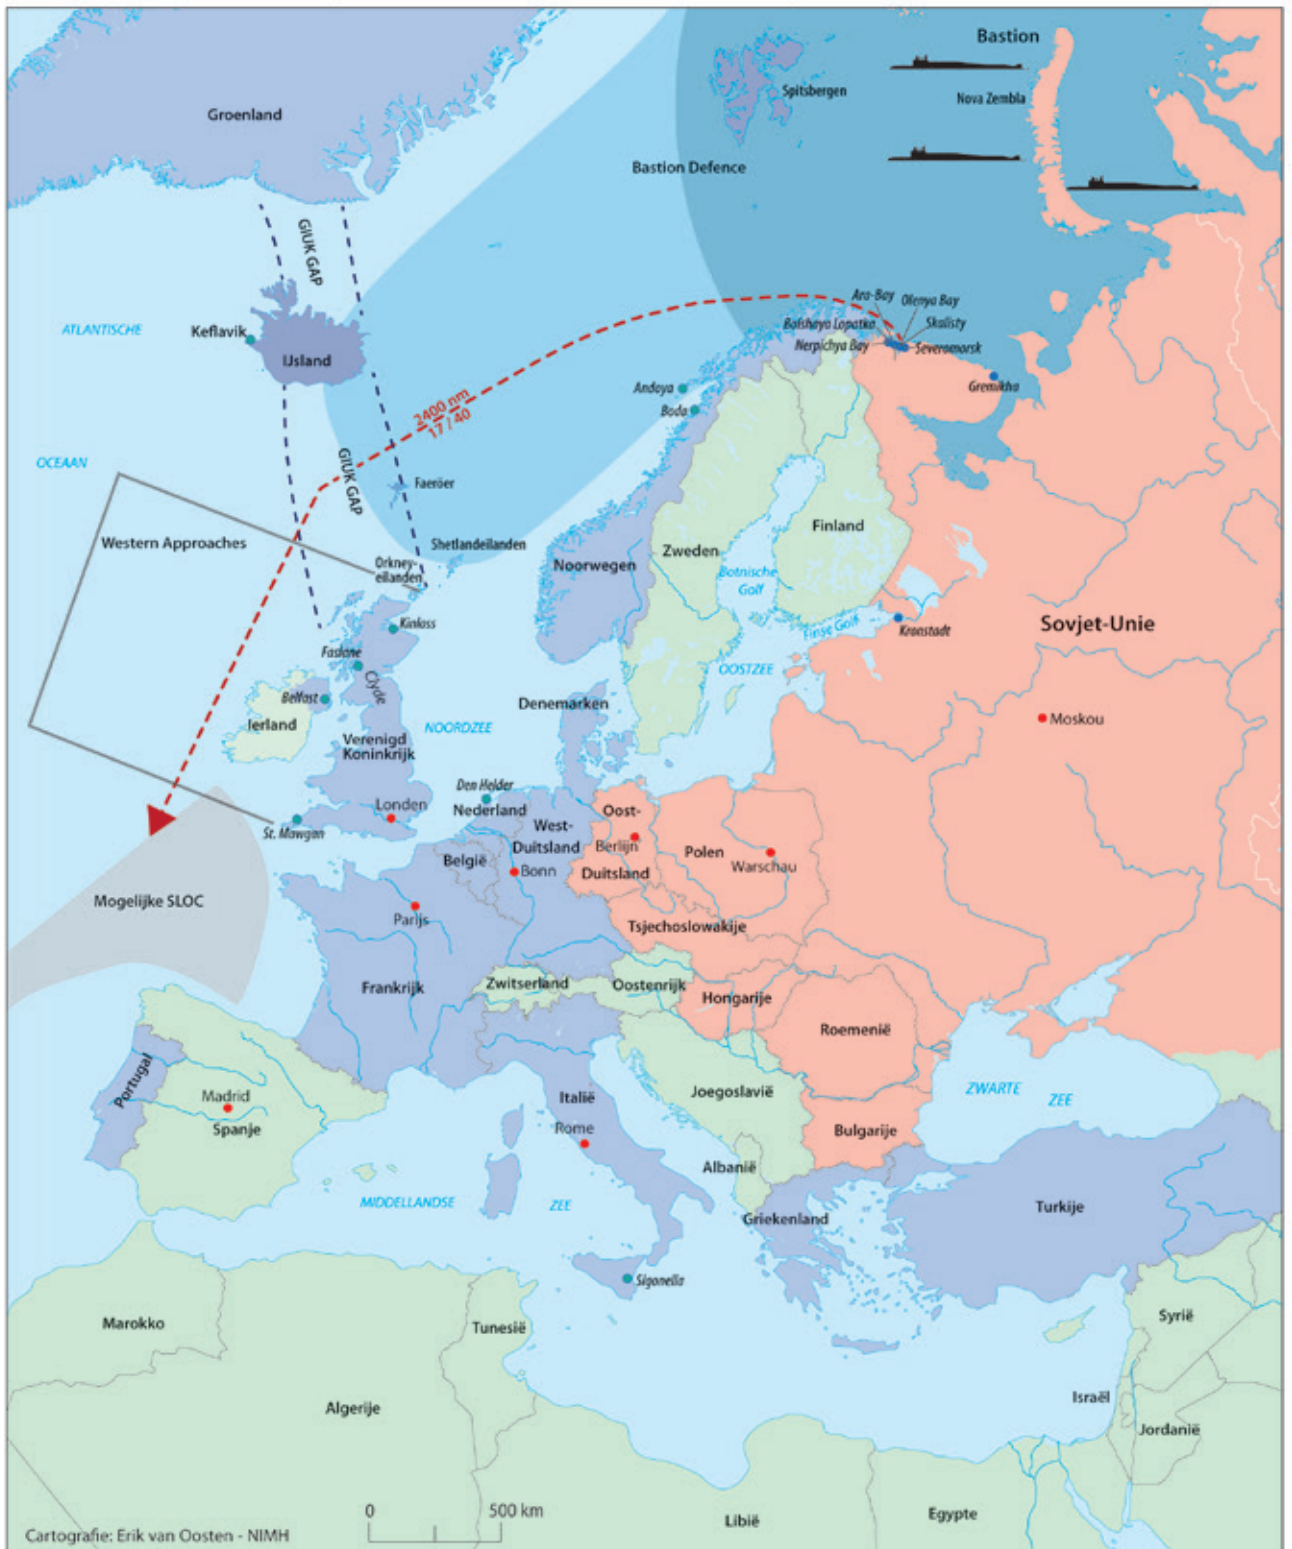 Bastion
Spitsbergen
Nova Zembla
Groenland
Bastion Defence
GIUK GAP
ATLANTISCHE
Keflavik
IJsland
Ara-Bay
Olenya Bay
Bolshaya Lopatka
Skalisty
Nerpichya Bay
Severomorsk
Gremikha
Andoya
Bodo
2400 nm
17 / 40
OCEAAN
GIUK GAP
Faeröer
Western Approaches
Shetlandeilanden
Orkney-
eilanden
Noorwegen
Zweden
Finland
Botnische
Golf
Finse Golf
Kronstadt
Sovjet-Unie
Kinloss
Faslane
Clyde
Belfast
Ierland
OOSTZEE
Denemarken
NOORDZEE
Verenigd
Koninkrijk
Moskou
Den Helder
Nederland
Londen
St. Mawgan
West-
Duitsland
Oost-
Berlijn
Duitsland
Polen
Warschau
België
Bonn
Mogelijke SLOC
Parijs
Tsjechoslowakije
Frankrijk
Zwitserland
Oostenrijk
Hongarije
Roemenië
Portugal
Madrid
Spanje
Italië
Rome
Joegoslavië
ZWARTE
ZEE
Bulgarije
Albanië
MIDDELLANDSE
ZEE
Griekenland
Turkije
Sigonella
Marokko
Tunesië
Syrië
Algerije
Israël
Jordanië
0
500 km
Libië
Egypte
Cartografie: Erik van Oosten - NIMH